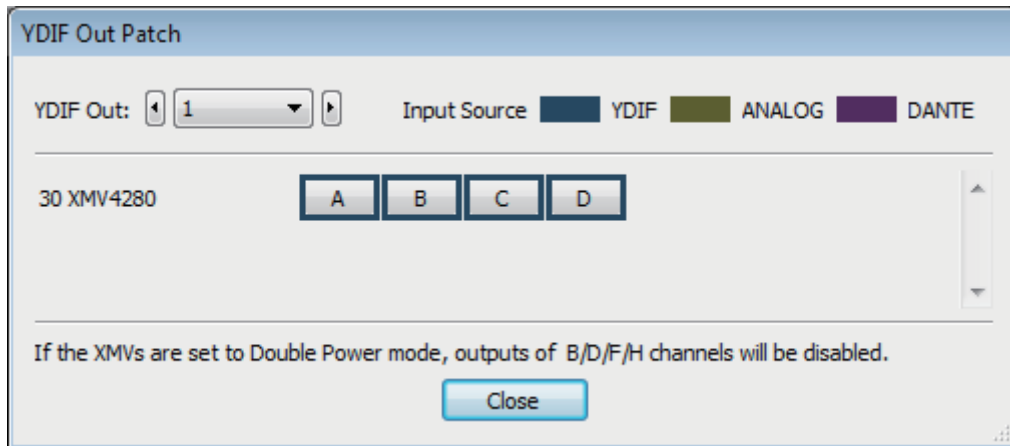 YDIF Out Patch
YDIF Out: 1 Input Source YDIF ANALOG DANTE
30 XMV4280 A B C D
If the XMVs are set to Double Power mode, outputs of B/D/F/H channels will be disabled.
Close